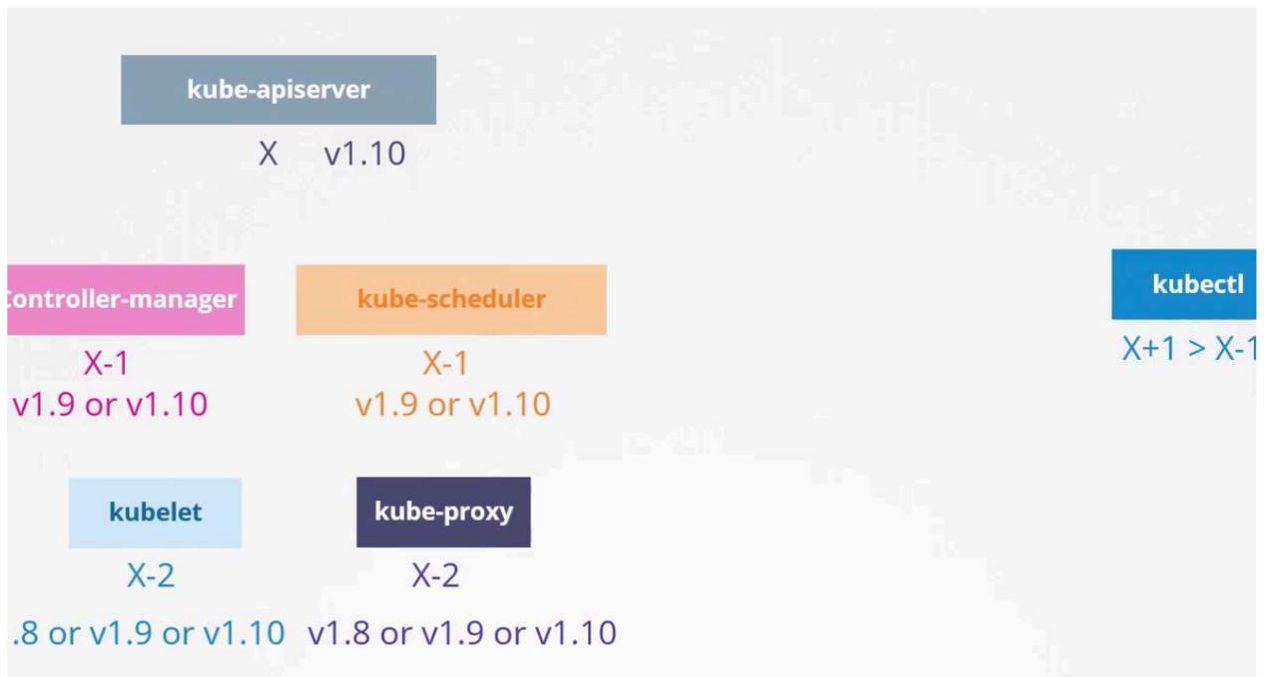 kube-apiserver
X v1.10
controller-manager
kube-scheduler
kubectl
X-1
X-1
X+1 > X-1
v1.9 or v1.10
v1.9 or v1.10
kubelet
kube-proxy
X-2
X-2
.8 or v1.9 or v1.10
v1.8 or v1.9 or v1.10